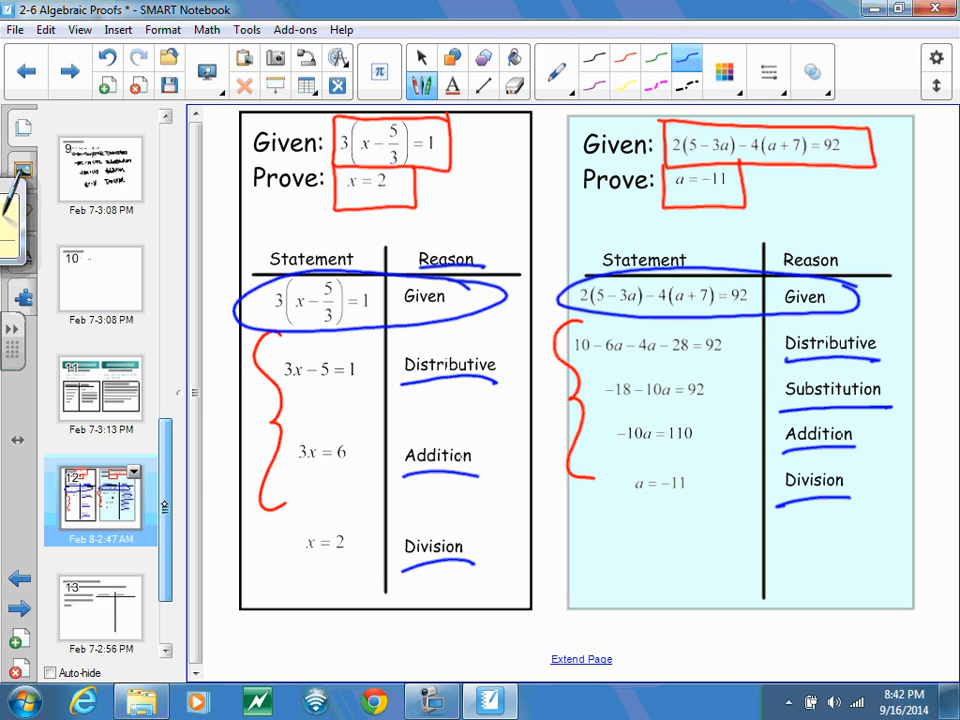 2-6 Algebraic Proofs * - SMART Notebook
File Edit View Insert Format Math Tools Add-ons Help
9
Feb 7-3:08 PM
10
Feb 7-3:08 PM
11
Feb 7-3:13 PM
12
Feb 8-2:47 AM
13
Feb 7-2:56 PM
Auto-hide
Given: 3(x − 5/3) = 1
Prove: x = 2
Statement Reason
3(x − 5/3) = 1 Given
3x − 5 = 1 Distributive
3x = 6 Addition
x = 2 Division
Given: 2(5 − 3a) − 4(a + 7) = 92
Prove: a = −11
Statement Reason
2(5 − 3a) − 4(a + 7) = 92 Given
10 − 6a − 4a − 28 = 92 Distributive
−18 − 10a = 92 Substitution
−10a = 110 Addition
a = −11 Division
Extend Page
8:42 PM
9/16/2014